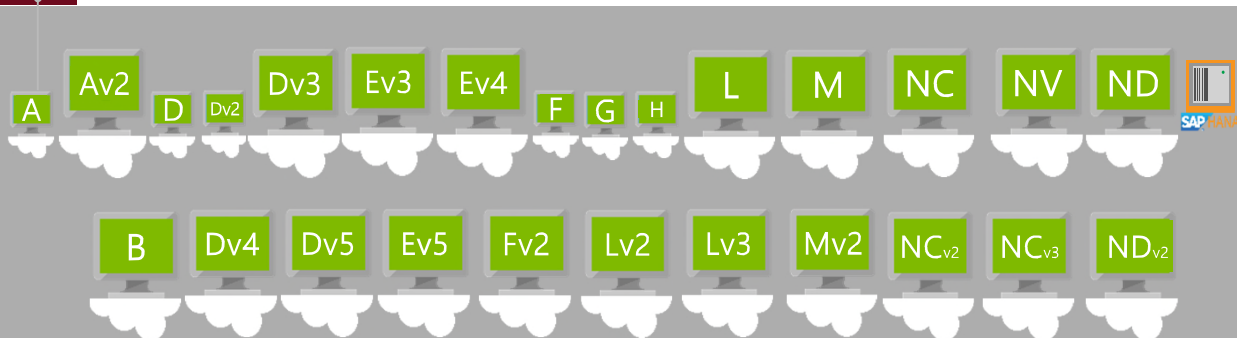 A Av2 D Dv2 Dv3 Ev3 Ev4 F G H L M NC NV ND
SAP HANA
B Dv4 Dv5 Ev5 Fv2 Lv2 Lv3 Mv2 NCv2 NCv3 NDv2